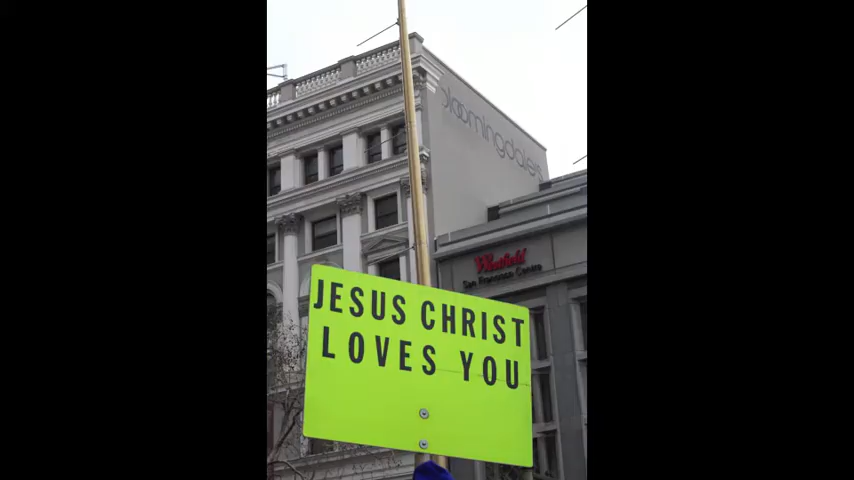 bloomingdale's
Westfield
San Francisco Centre
JESUS CHRIST
LOVES YOU